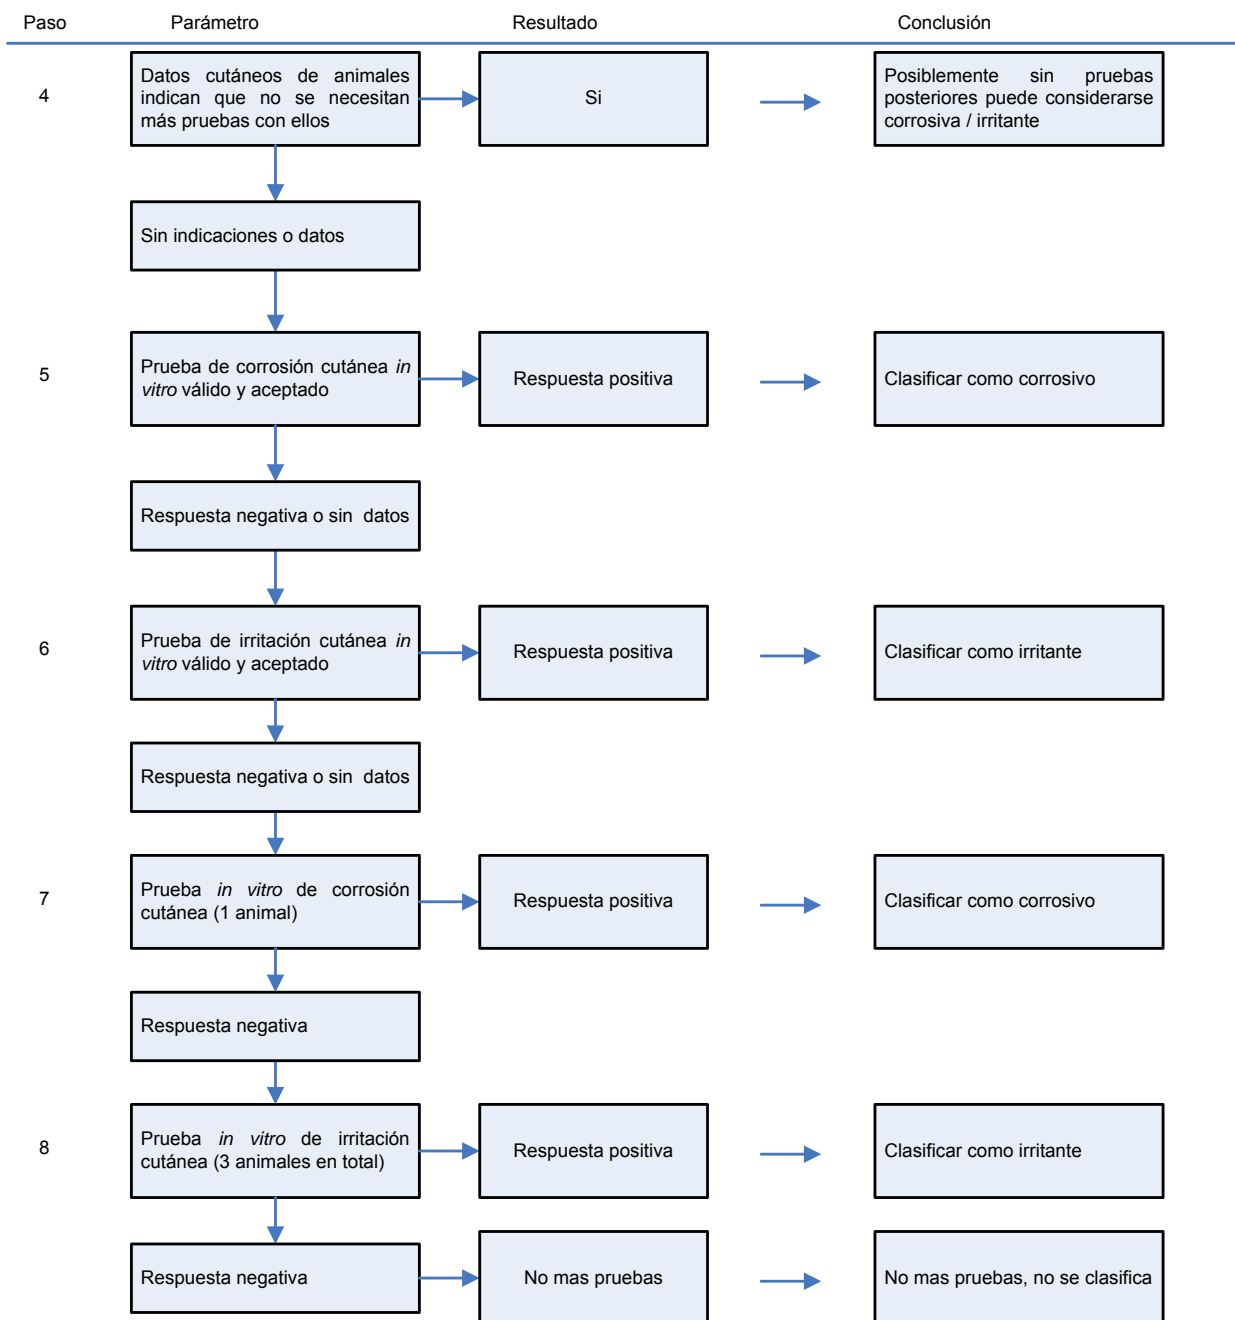 Paso Parámetro Resultado Conclusión
4
Datos cutáneos de animales
indican que no se necesitan
más pruebas con ellos
Si
Posiblemente sin pruebas
posteriores puede considerarse
corrosiva / irritante
Sin indicaciones o datos
5
Prueba de corrosión cutánea in
vitro válido y aceptado
Respuesta positiva
Clasificar como corrosivo
Respuesta negativa o sin datos
6
Prueba de irritación cutánea in
vitro válido y aceptado
Respuesta positiva
Clasificar como irritante
Respuesta negativa o sin datos
7
Prueba in vitro de corrosión
cutánea (1 animal)
Respuesta positiva
Clasificar como corrosivo
Respuesta negativa
8
Prueba in vitro de irritación
cutánea (3 animales en total)
Respuesta positiva
Clasificar como irritante
Respuesta negativa
No mas pruebas
No mas pruebas, no se clasifica